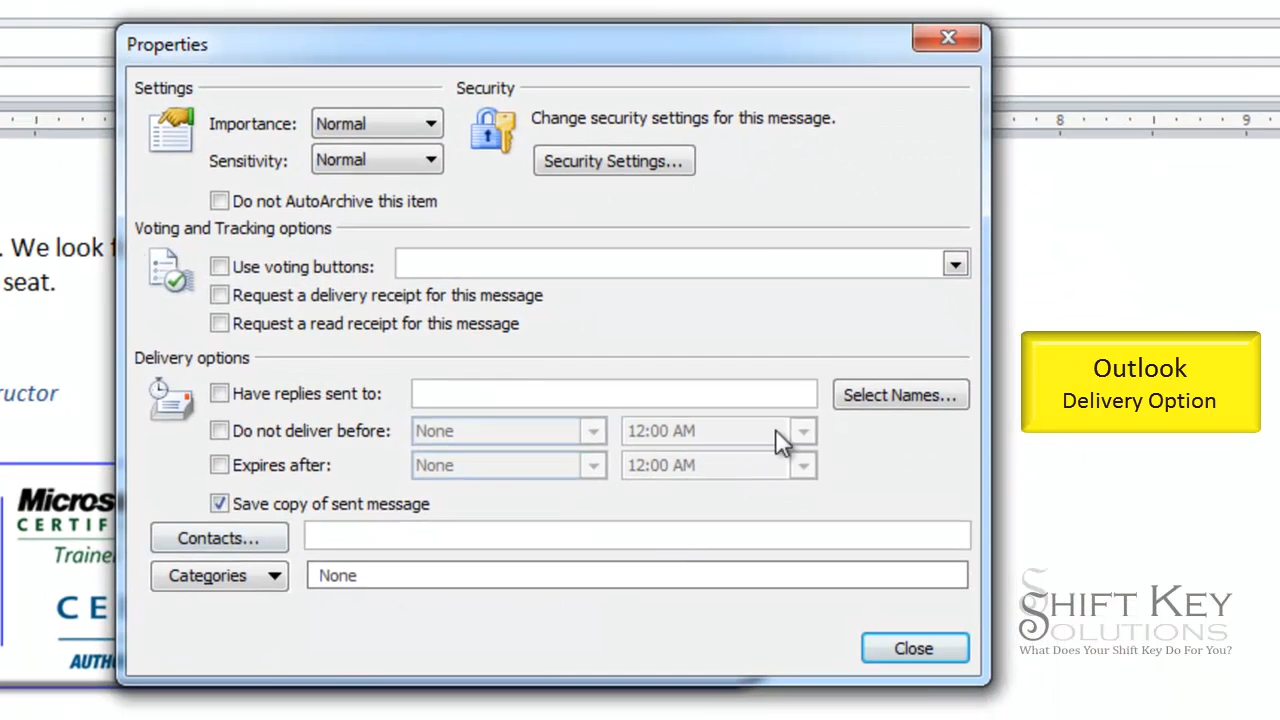 Properties
Settings
Security
Importance: Normal
Change security settings for this message.
Sensitivity: Normal
Security Settings...
Do not AutoArchive this item
Voting and Tracking options
Use voting buttons:
Request a delivery receipt for this message
Request a read receipt for this message
Delivery options
Have replies sent to:
Select Names...
Do not deliver before: None 12:00 AM
Expires after: None 12:00 AM
Save copy of sent message
Contacts...
Categories None
Close
8 9
. We look
seat.
Outlook
Delivery Option
SHIFT KEY
SOLUTIONS
What Does Your Shift Key Do For You?